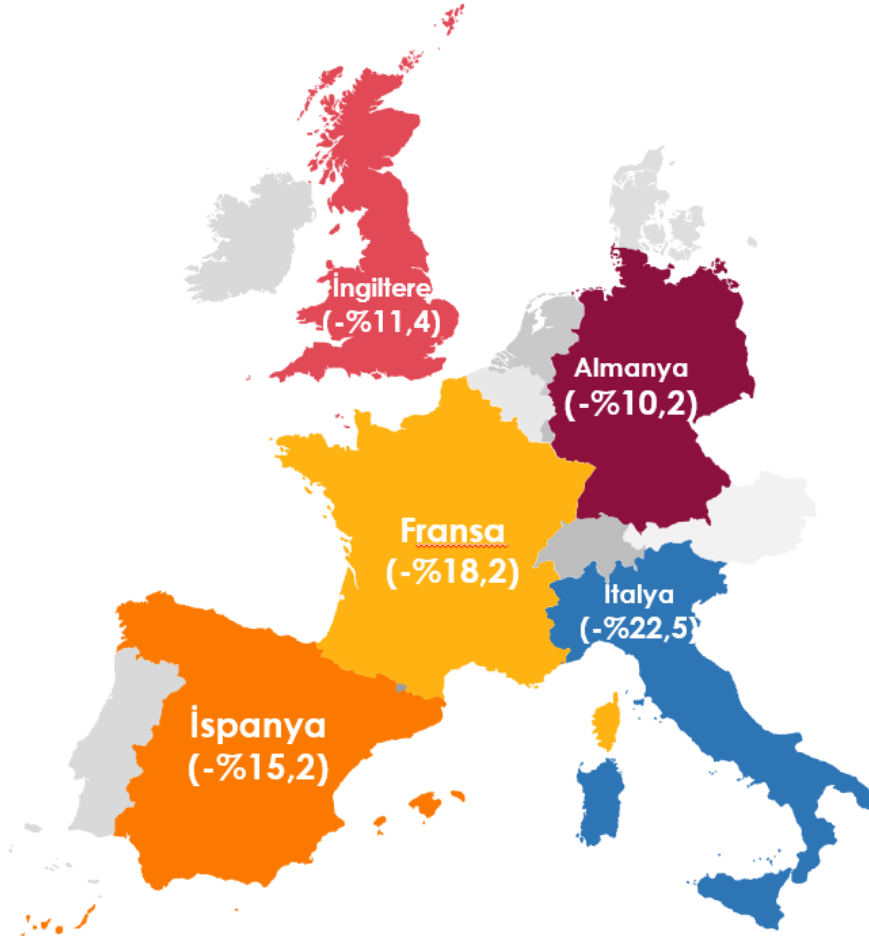 İngiltere
(-%11,4)
Almanya
(-%10,2)
Fransa
(-%18,2)
İtalya
(-%22,5)
İspanya
(-%15,2)